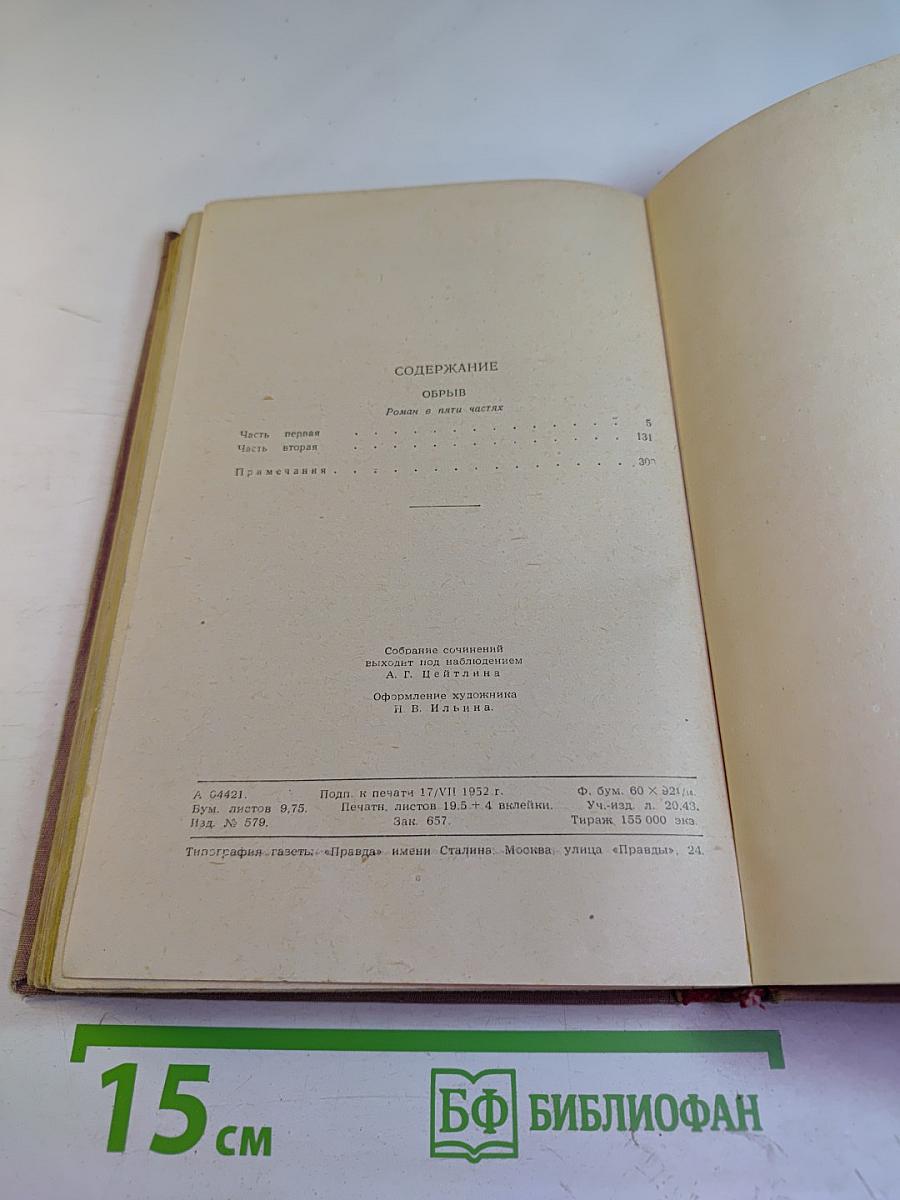 СОДЕРЖАНИЕ
ОБРЫВ
Роман в пяти частях
Часть первая . . . . . . . . . . . . . . . 5
Часть вторая . . . . . . . . . . . . . . . 131
Примечания . . . . . . . . . . . . . . .
Собрание сочинений
выходит под наблюдением
А. Г. Цейтлина
Оформление художника
Н. В. Ильина.
А 04421. Подп. к печати 17/VII 1952 г. Ф. бум. 60 ×
Бум. листов 9,75. Печатн. листов 19,5 + 4 вклейки. Уч.-изд. л. 20,43.
Изд. № 579. Зак. 657. Тираж 155 000 экз.
Типография газеты «Правда» имени Сталина. Москва, улица «Правды», 24.
15 см
БФ БИБЛИОФАН